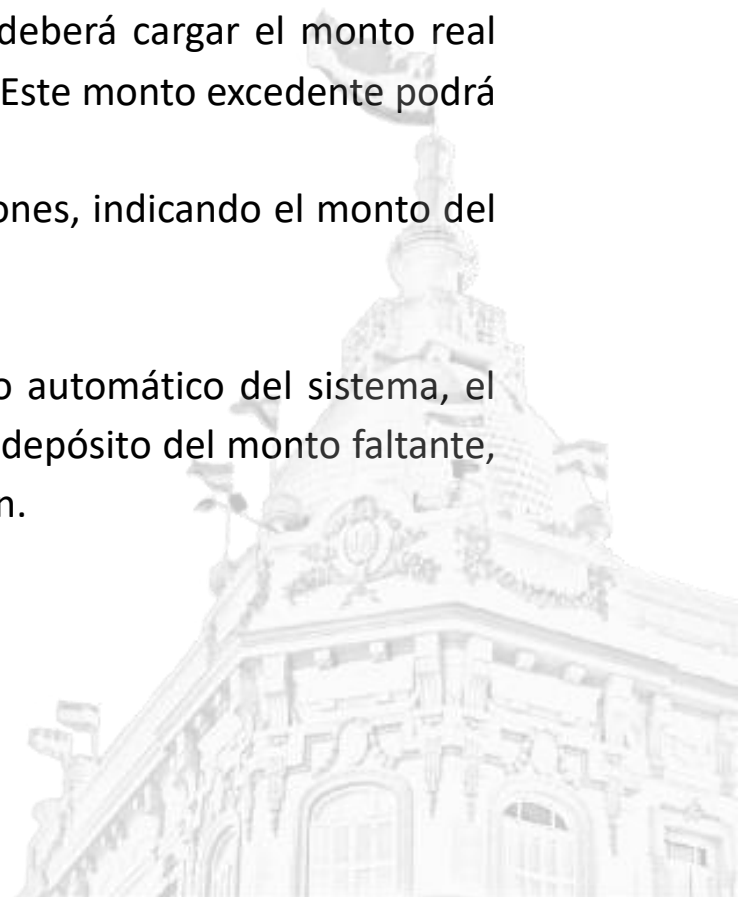 deberá cargar el monto real
Este monto excedente podrá
ones, indicando el monto del
o automático del sistema, el
depósito del monto faltante,
n.